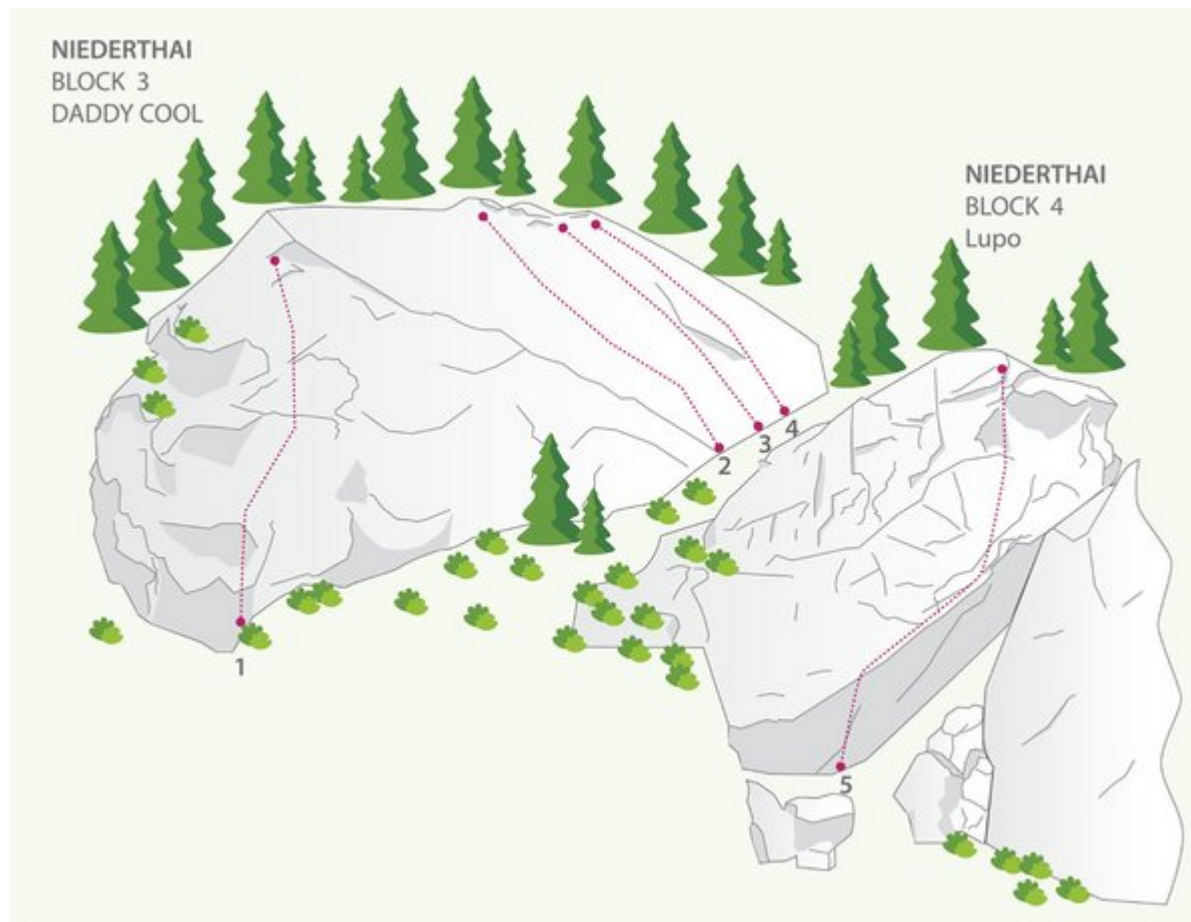 NIEDERTHAI
BLOCK 3
DADDY COOL
NIEDERTHAI
BLOCK 4
Lupo
4
3
2
1
5